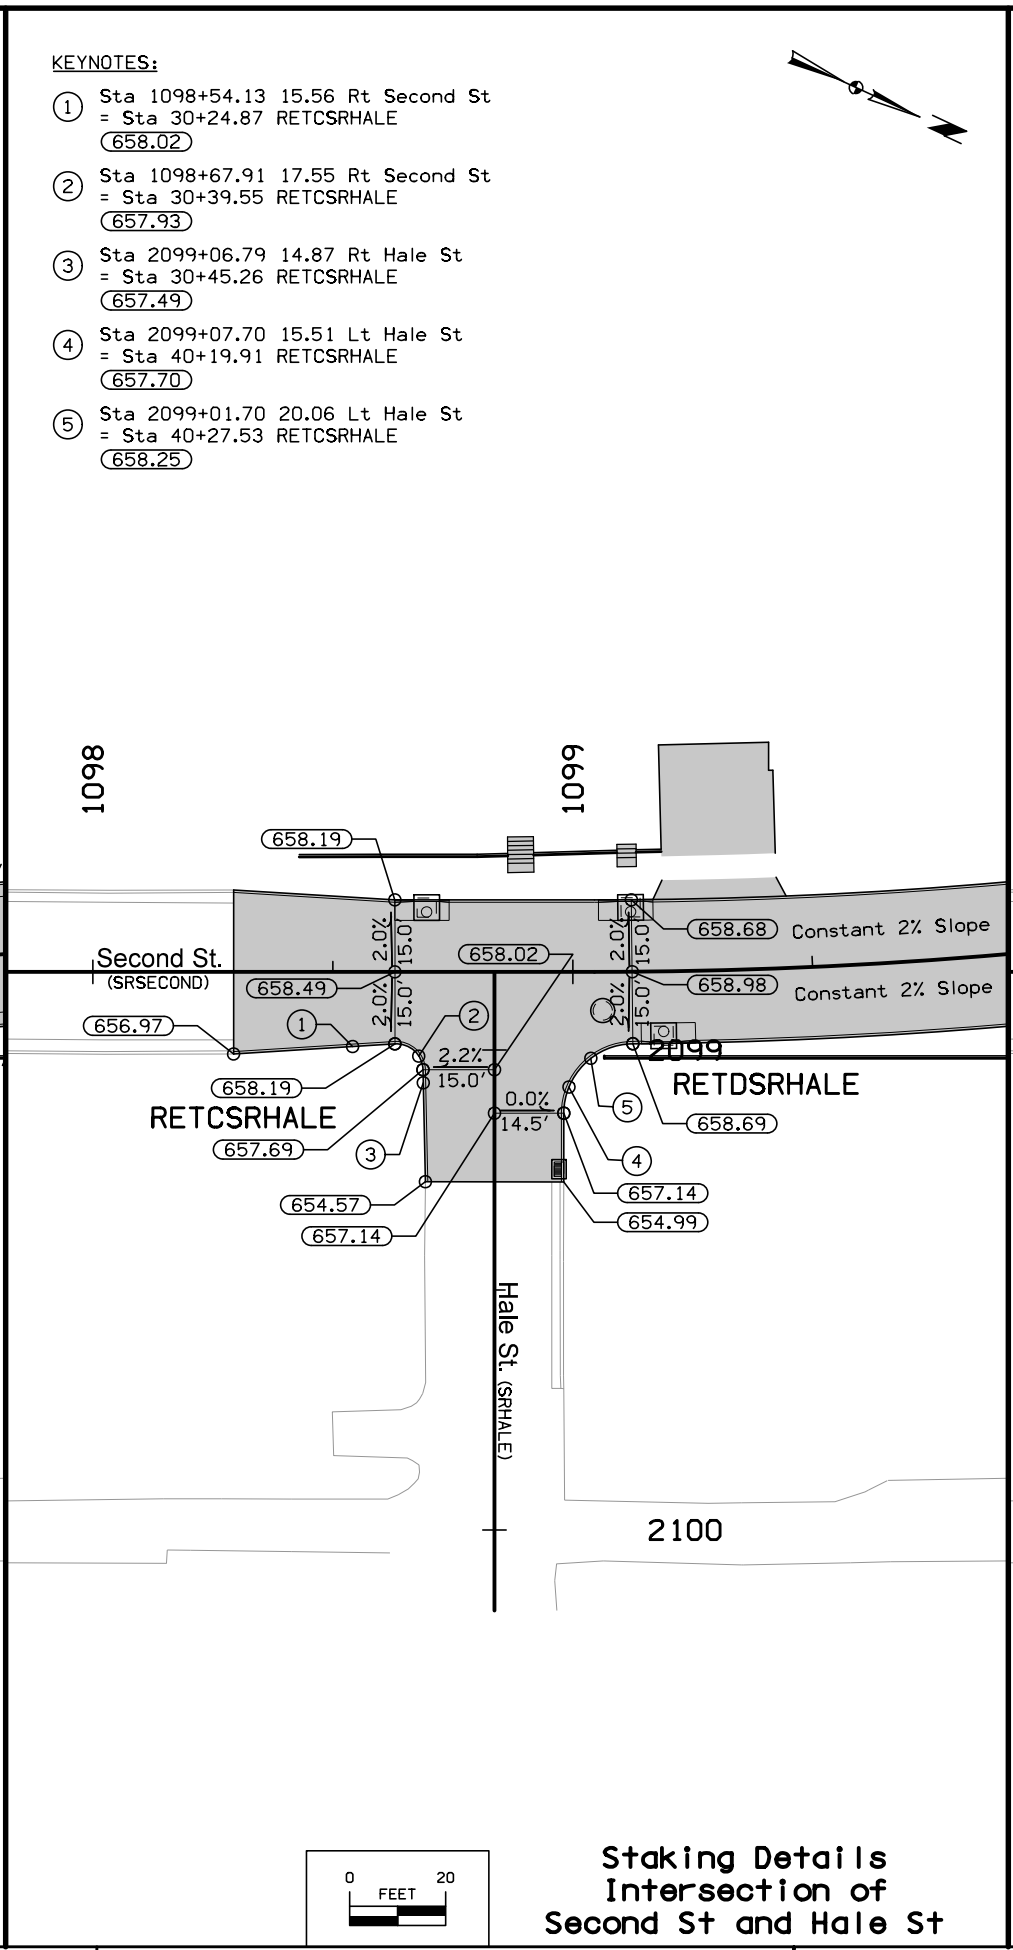 KEYNOTES:
1 Sta 1098+54.13 15.56 Rt Second St
= Sta 30+24.87 RETCSRHALE
658.02
2 Sta 1098+67.91 17.55 Rt Second St
= Sta 30+39.55 RETCSRHALE
657.93
3 Sta 2099+06.79 14.87 Rt Hale St
= Sta 30+45.26 RETCSRHALE
657.49
4 Sta 2099+07.70 15.51 Lt Hale St
= Sta 40+19.91 RETCSRHALE
657.70
5 Sta 2099+01.70 20.06 Lt Hale St
= Sta 40+27.53 RETCSRHALE
658.25
N
1098
1099
658.19
2.0%
15.0'
2.0%
15.0'
658.68
Constant 2% Slope
658.02
Second St.
(SRSECOND)
658.49
2.0%
15.0'
2.0%
15.0'
658.98
Constant 2% Slope
656.97
1
2
2099
2.2%
15.0'
658.19
RETDSRHALE
RETCSRHALE
0.0%
14.5'
5
658.69
657.69
3
4
654.57
657.14
657.14
654.99
Hale St. (SRHALE)
2100
0 20
FEET
Staking Details
Intersection of
Second St and Hale St